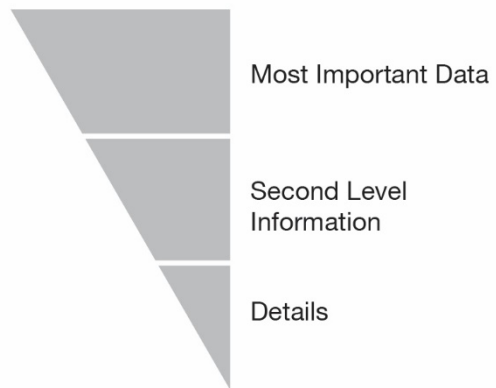 Most Important Data
Second Level
Information
Details